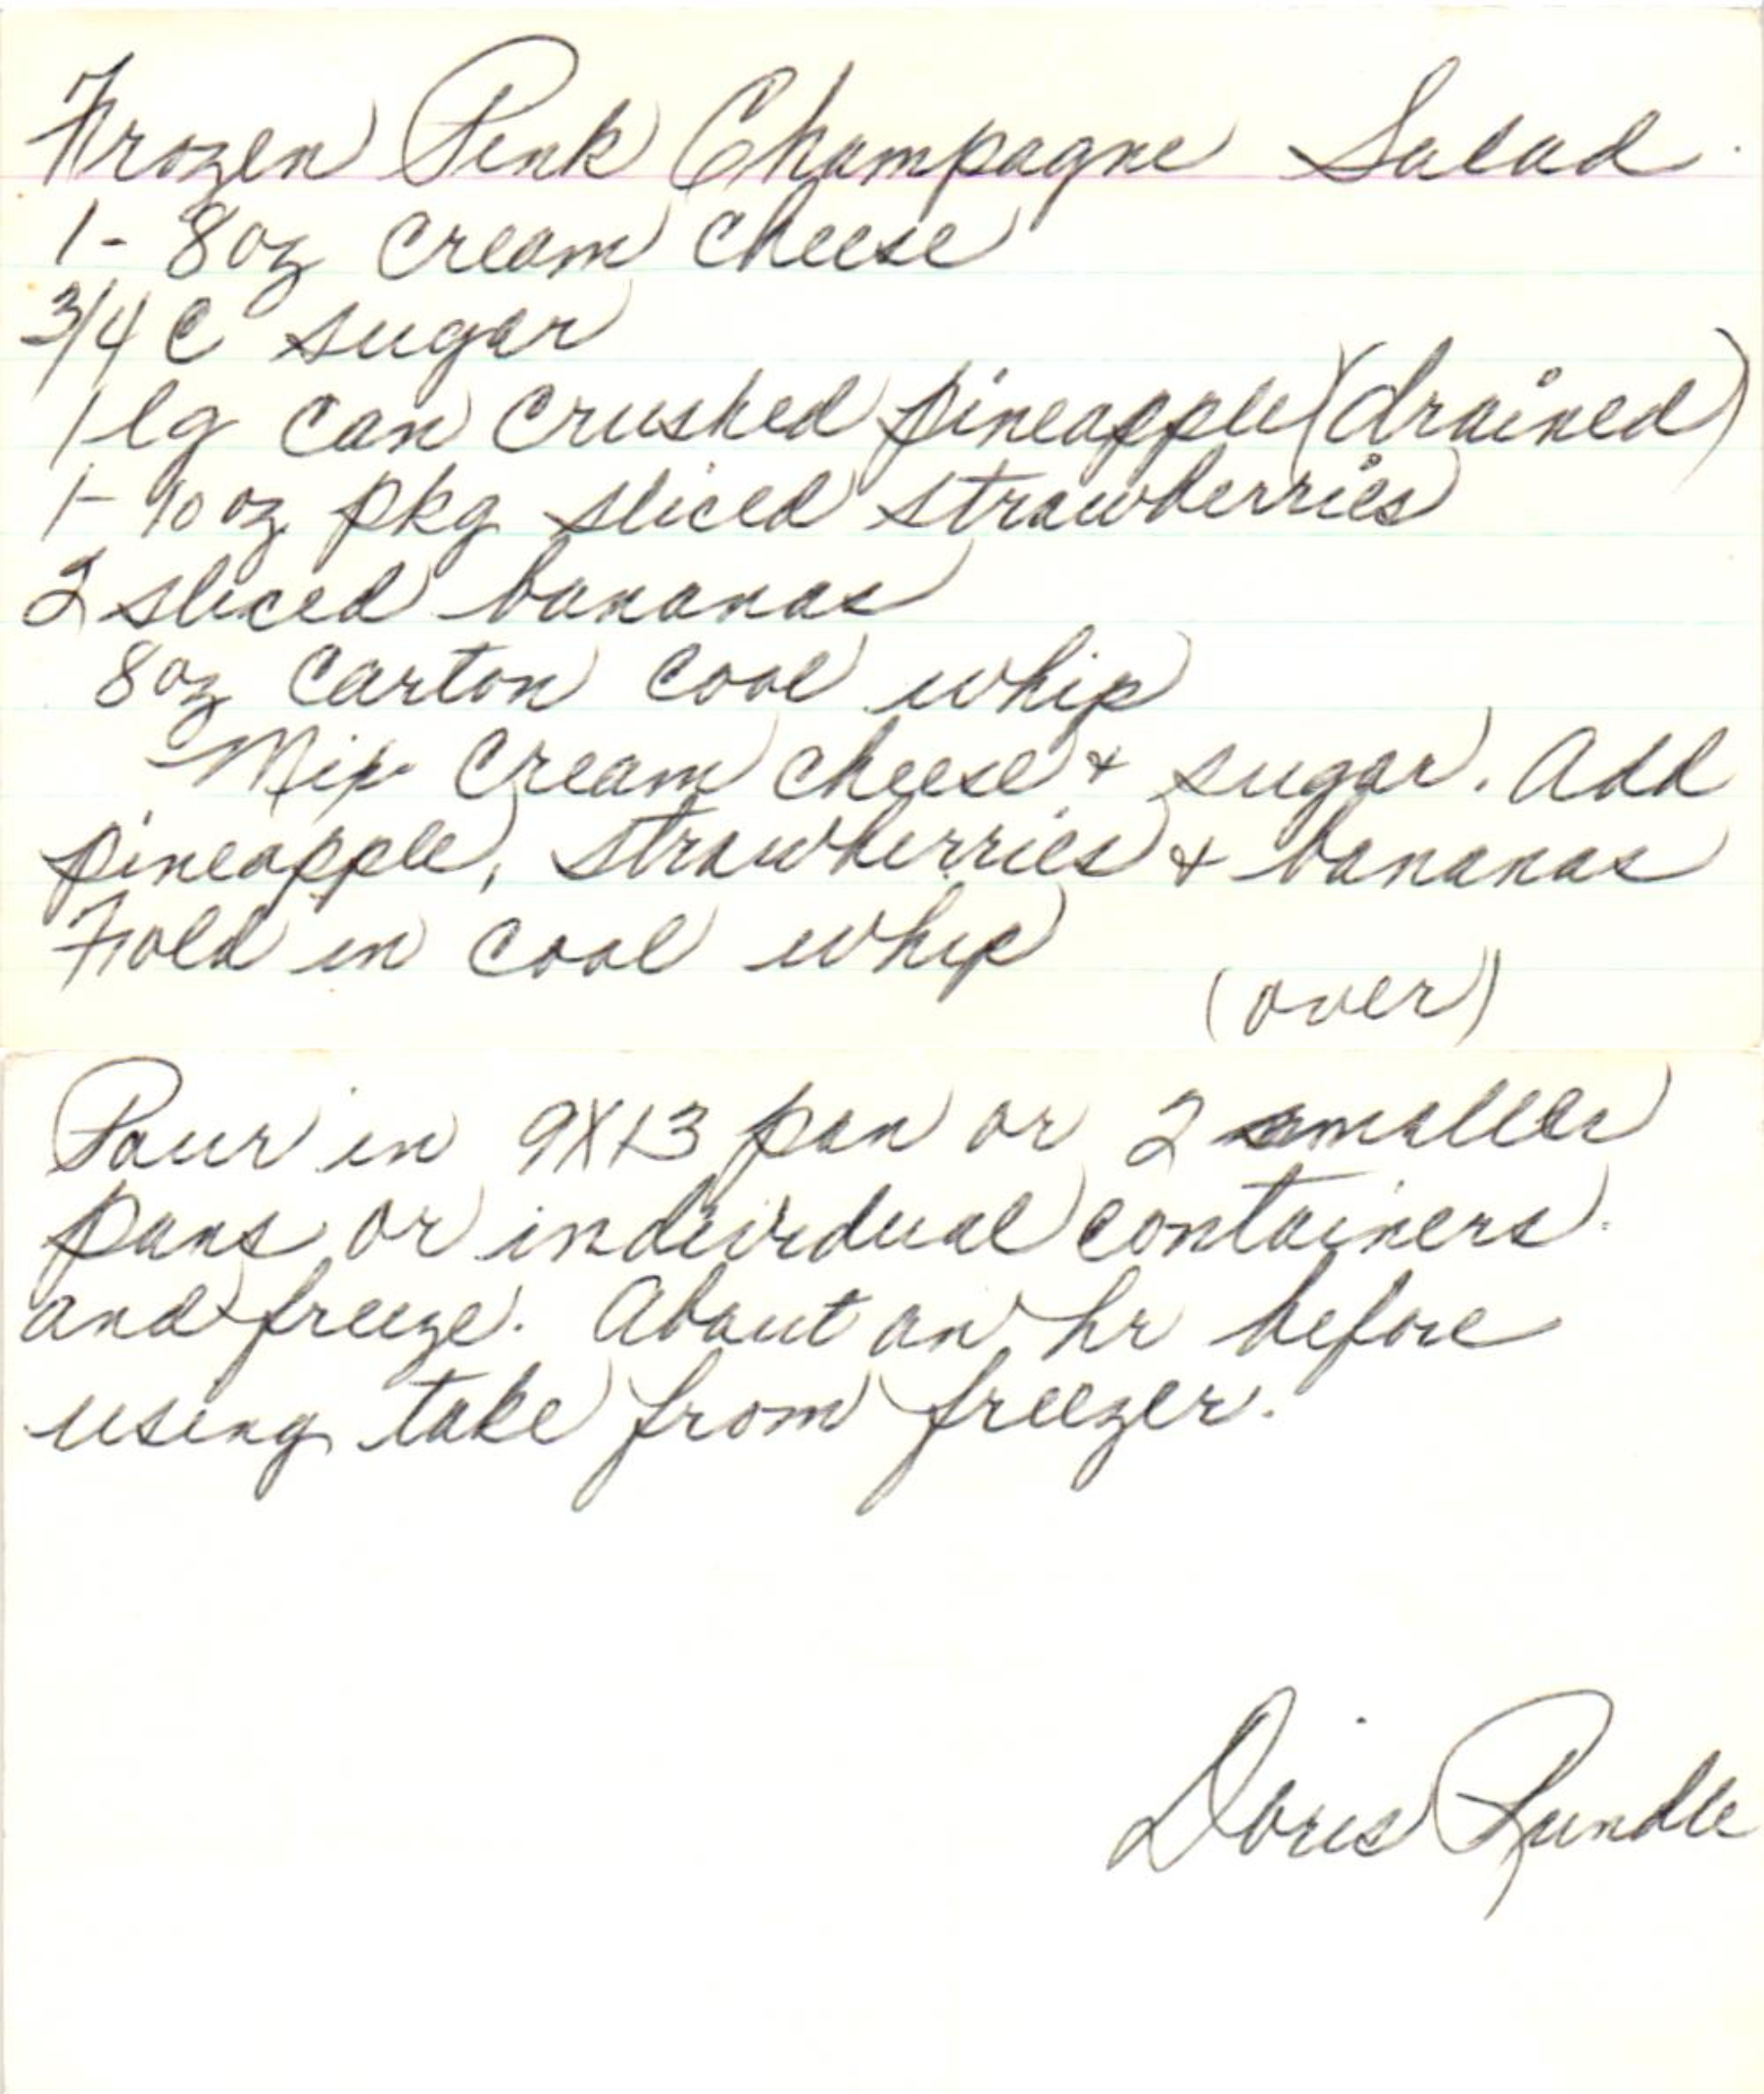 Frozen Pink Champagne Salad
1- 8oz cream cheese
3/4 C sugar
1 lg can crushed pineapple (drained)
1- 10 oz pkg sliced strawberries
2 sliced bananas
8oz carton cool whip
Mix cream cheese + sugar. Add
pineapple, strawberries + bananas
Fold in cool whip
(over)
Pour in 9X13 pan or 2 smaller
pans or individual containers
and freeze. About an hr before
using take from freezer.
Doris Rundle